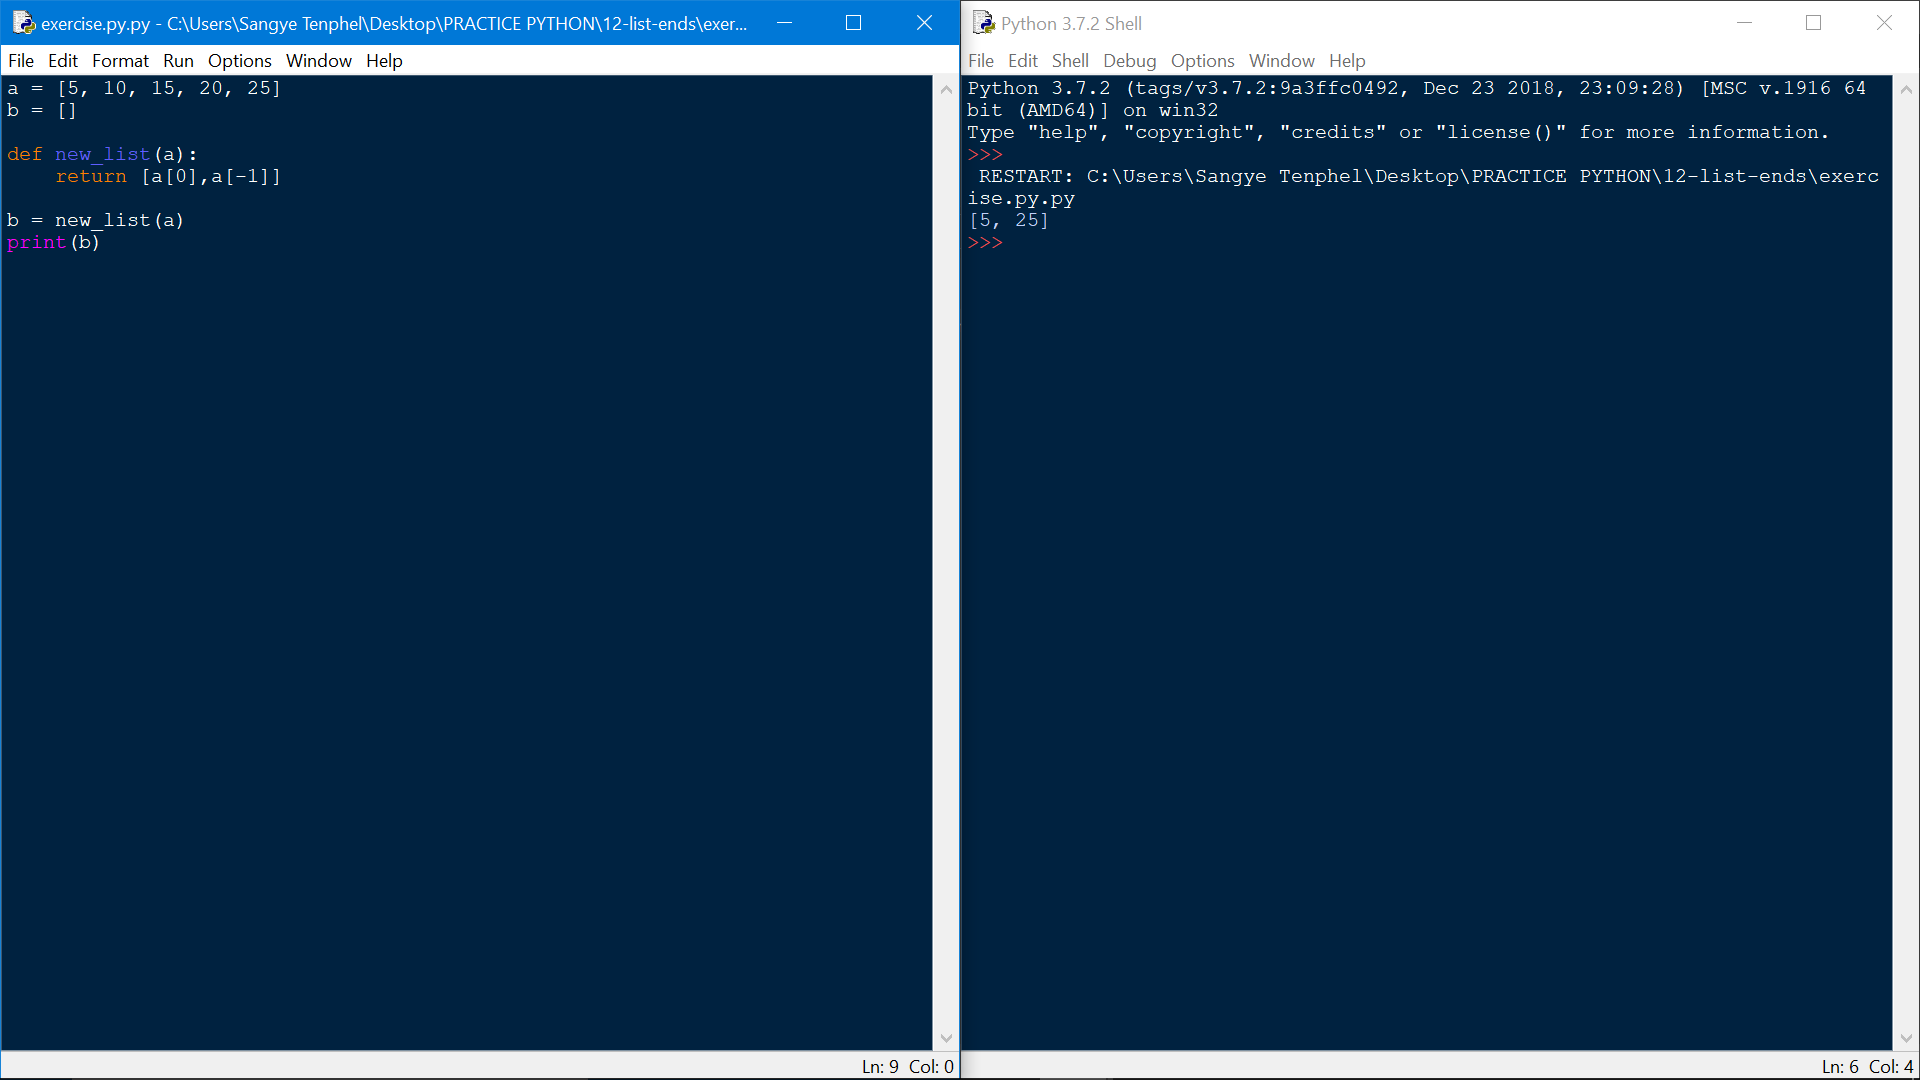 exercise.py.py - C:\Users\Sangye Tenphel\Desktop\PRACTICE PYTHON\12-list-ends\exer...
File Edit Format Run Options Window Help
a = [5, 10, 15, 20, 25]
b = []
def new_list(a):
    return [a[0],a[-1]]
b = new_list(a)
print(b)
Ln: 9 Col: 0
Python 3.7.2 Shell
File Edit Shell Debug Options Window Help
Python 3.7.2 (tags/v3.7.2:9a3ffc0492, Dec 23 2018, 23:09:28) [MSC v.1916 64
bit (AMD64)] on win32
Type "help", "copyright", "credits" or "license()" for more information.
>>>
 RESTART: C:\Users\Sangye Tenphel\Desktop\PRACTICE PYTHON\12-list-ends\exerc
ise.py.py
[5, 25]
>>>
Ln: 6 Col: 4